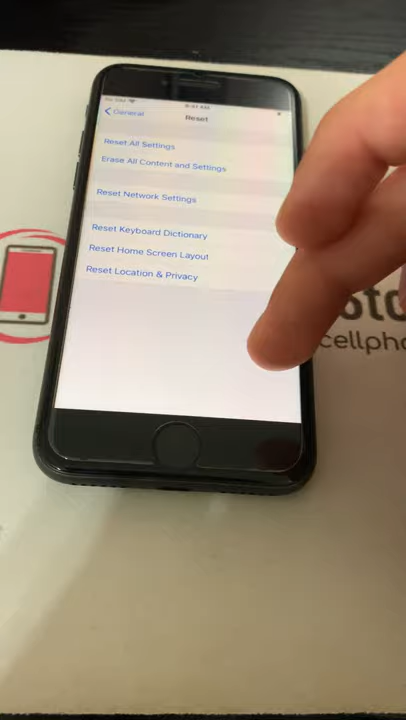 General
Reset
Reset All Settings
Erase All Content and Settings
Reset Network Settings
Reset Keyboard Dictionary
Reset Home Screen Layout
Reset Location & Privacy